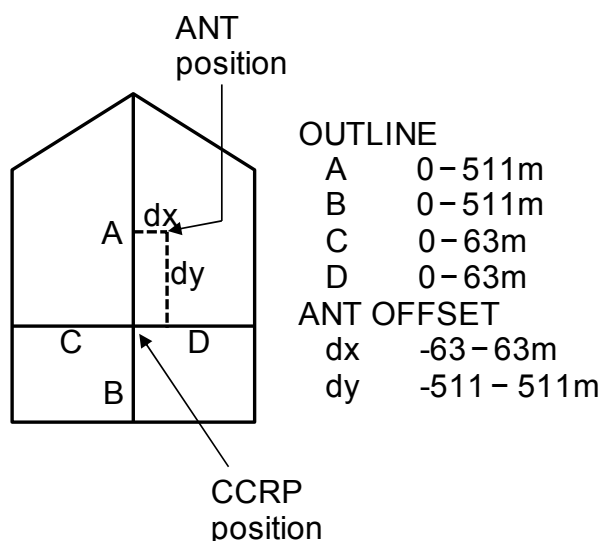 ANT
position
OUTLINE
A 0–511m
B 0–511m
C 0–63m
D 0–63m
ANT OFFSET
dx -63–63m
dy -511–511m
A
dx
dy
C
D
B
CCRP
position